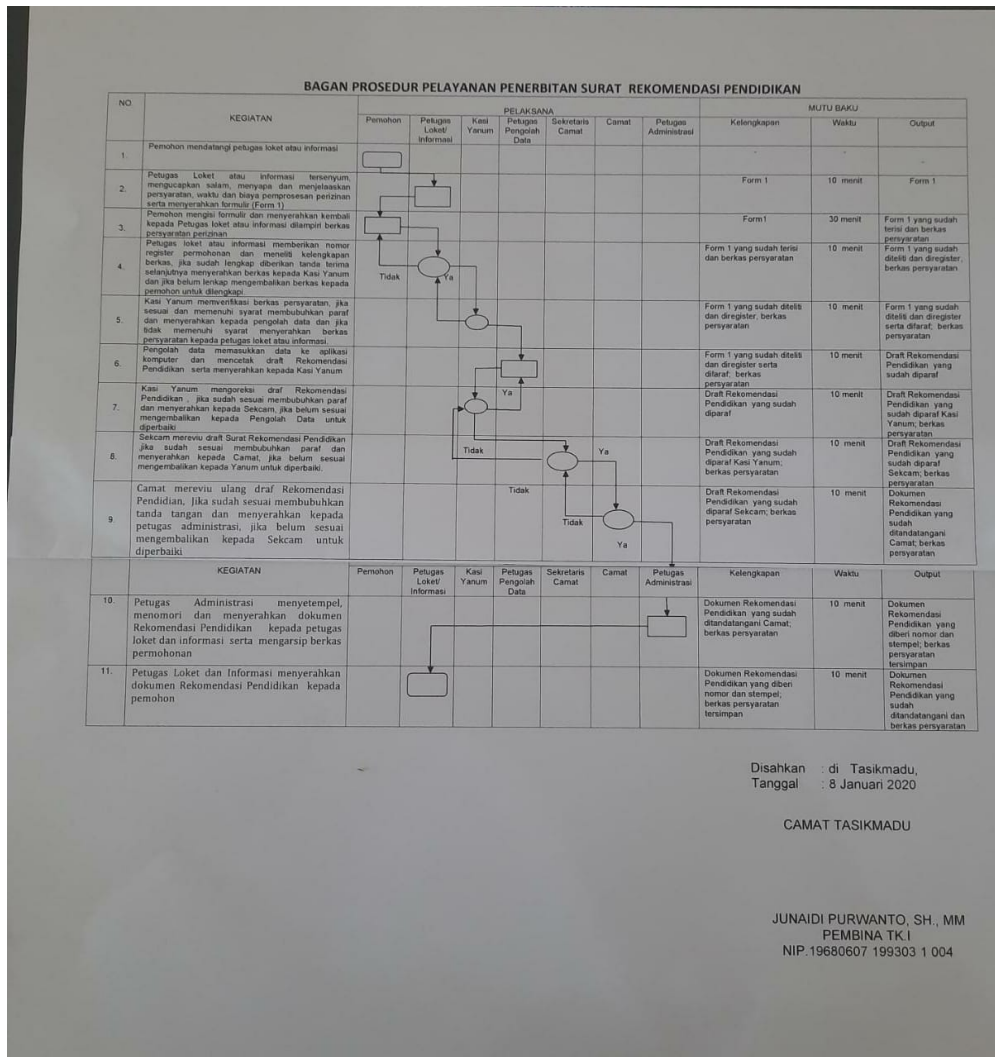 BAGAN PROSEDUR PELAYANAN PENERBITAN SURAT REKOMENDASI PENDIDIKAN
NO. KEGIATAN PELAKSANA MUTU BAKU
Pemohon Petugas Loket/ Informasi Kasi Yanum Petugas Pengolah Data Sekretaris Camat Camat Petugas Administrasi Kelengkapan Waktu Output
1. Pemohon mendatangi petugas loket atau informasi - - -
2. Petugas Loket atau informasi tersenyum,
mengucapkan salam, menyapa dan menjelaaskan
persyaratan, waktu dan biaya pemprosesan perizinan
serta menyerahkan formulir (Form 1)
Form 1 10 menit Form 1
3. Pemohon mengisi formulir dan menyerahkan kembali
kepada Petugas loket atau informasi dilampiri berkas
persyaratan perizinan
Form1 30 menit Form 1 yang sudah
terisi dan berkas
persyaratan
4. Petugas loket atau informasi memberikan nomor
register permohonan dan meneliti kelengkapan
berkas, jika sudah lengkap diberikan tanda terima
selanjutnya menyerahkan berkas kepada Kasi Yanum
dan jika belum lenkap mengembalikan berkas kepada
pemohon untuk dilengkapi.
Tidak Ya
Form 1 yang sudah terisi
dan berkas persyaratan
10 menit
Form 1 yang sudah
diteliti dan diregister,
berkas persyaratan
5. Kasi Yanum memverifikasi berkas persyaratan, jika
sesuai dan memenuhi syarat membubuhkan paraf
dan menyerahkan kepada pengolah data dan jika
tidak memenuhi syarat menyerahkan berkas
persyaratan kepada petugas loket atau informasi.
Form 1 yang sudah diteliti
dan diregister, berkas
persyaratan
10 menit
Form 1 yang sudah
diteliti dan diregister
serta difaraf; berkas
persyaratan
6. Pengolah data memasukkan data ke aplikasi
komputer dan mencetak draft Rekomendasi
Pendidikan serta menyerahkan kepada Kasi Yanum
Form 1 yang sudah diteliti
dan diregister serta
difaraf; berkas
persyaratan
10 menit
Draft Rekomendasi
Pendidikan yang
sudah diparaf
7. Kasi Yanum mengoreksi draf Rekomendasi
Pendidikan , jika sudah sesuai membubuhkan paraf
dan menyerahkan kepada Sekcam, jika belum sesuai
mengembalikan kepada Pengolah Data untuk
diperbaiki
Ya
Draft Rekomendasi
Pendidikan yang sudah
diparaf
10 menit
Draft Rekomendasi
Pendidikan yang
sudah diparaf Kasi
Yanum; berkas
persyaratan
8. Sekcam mereviu draft Surat Rekomendasi Pendidikan
jika sudah sesuai membubuhkan paraf dan
menyerahkan kepada Camat, jika belum sesuai
mengembalikan kepada Yanum untuk diperbaiki.
Tidak Ya
Draft Rekomendasi
Pendidikan yang sudah
diparaf Kasi Yanum;
berkas persyaratan
10 menit
Draft Rekomendasi
Pendidikan yang
sudah diparaf
Sekcam; berkas
persyaratan
9. Camat mereviu ulang draf Rekomendasi
Pendidian, Jika sudah sesuai membubuhkan
tanda tangan dan menyerahkan kepada
petugas administrasi, jika belum sesuai
mengembalikan kepada Sekcam untuk
diperbaiki
Tidak
Tidak
Ya
Draft Rekomendasi
Pendidikan yang sudah
diparaf Sekcam; berkas
persyaratan
10 menit
Dokumen
Rekomendasi
Pendidikan yang
sudah
ditandatangani
Camat; berkas
persyaratan
KEGIATAN Pemohon Petugas Loket/ Informasi Kasi Yanum Petugas Pengolah Data Sekretaris Camat Camat Petugas Administrasi Kelengkapan Waktu Output
10. Petugas Administrasi menyetempel,
menomori dan menyerahkan dokumen
Rekomendasi Pendidikan kepada petugas
loket dan informasi serta mengarsip berkas
permohonan
Dokumen Rekomendasi
Pendidikan yang sudah
ditandatangani Camat;
berkas persyaratan
10 menit
Dokumen
Rekomendasi
Pendidikan yang
diberi nomor dan
stempel; berkas
persyaratan
tersimpan
11. Petugas Loket dan Informasi menyerahkan
dokumen Rekomendasi Pendidikan kepada
pemohon
Dokumen Rekomendasi
Pendidikan yang diberi
nomor dan stempel;
berkas persyaratan
tersimpan
10 menit
Dokumen
Rekomendasi
Pendidikan yang
sudah
ditandatangani dan
berkas persyaratan
Disahkan : di Tasikmadu,
Tanggal : 8 Januari 2020
CAMAT TASIKMADU
JUNAIDI PURWANTO, SH., MM
PEMBINA TK.I
NIP.19680607 199303 1 004